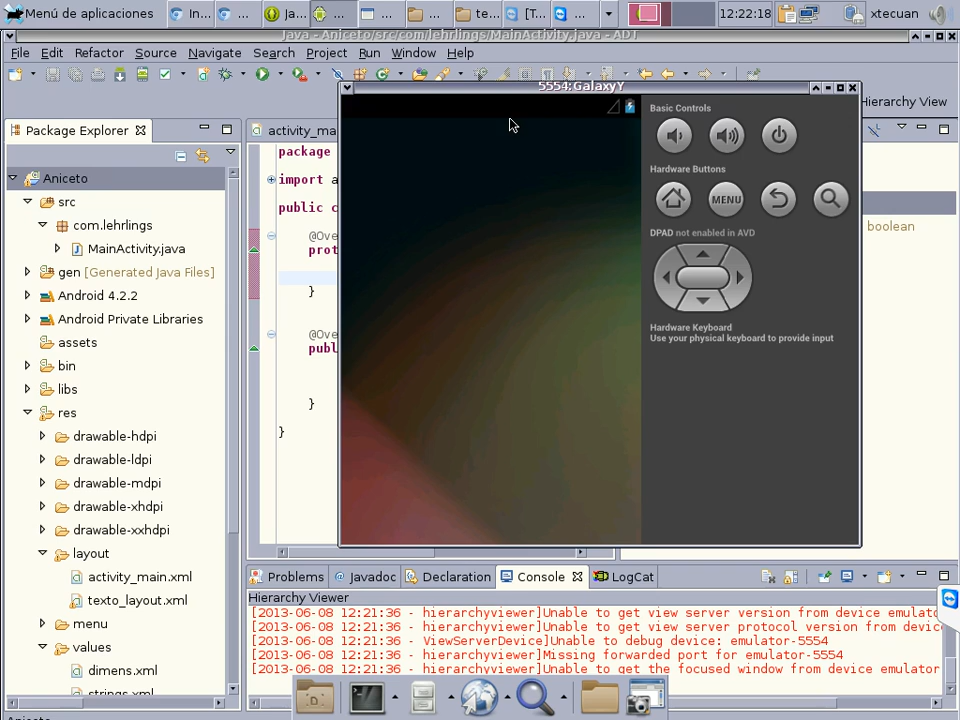 Menú de aplicaciones
In...
...
Ja...
...
...
...
te...
[T...
...
12:22:18
xtecuan
Java - Aniceto/src/com/lehrlings/MainActivity.java - ADT
File Edit Refactor Source Navigate Search Project Run Window Help
5554:GalaxyY
Hierarchy View
Package Explorer
activity_ma
Aniceto
src
com.lehrlings
MainActivity.java
gen [Generated Java Files]
Android 4.2.2
Android Private Libraries
assets
bin
libs
res
drawable-hdpi
drawable-ldpi
drawable-mdpi
drawable-xhdpi
drawable-xxhdpi
layout
activity_main.xml
texto_layout.xml
menu
values
dimens.xml
strings.xml
package
import a
public c
@Ove
prot
}
@Ove
publ
}
}
Basic Controls
Hardware Buttons
MENU
DPAD not enabled in AVD
Hardware Keyboard
Use your physical keyboard to provide input
boolean
Problems Javadoc Declaration Console LogCat
Hierarchy Viewer
[2013-06-08 12:21:36 - hierarchyviewer]Unable to get view server version from device emulato
[2013-06-08 12:21:36 - hierarchyviewer]Unable to get view server protocol version from device
[2013-06-08 12:21:36 - ViewServerDevice]Unable to debug device: emulator-5554
[2013-06-08 12:21:36 - hierarchyviewer]Missing forwarded port for emulator-5554
[2013-06-08 12:21:36 - hierarchyviewer]Unable to get the focused window from device emulator
Aniceto